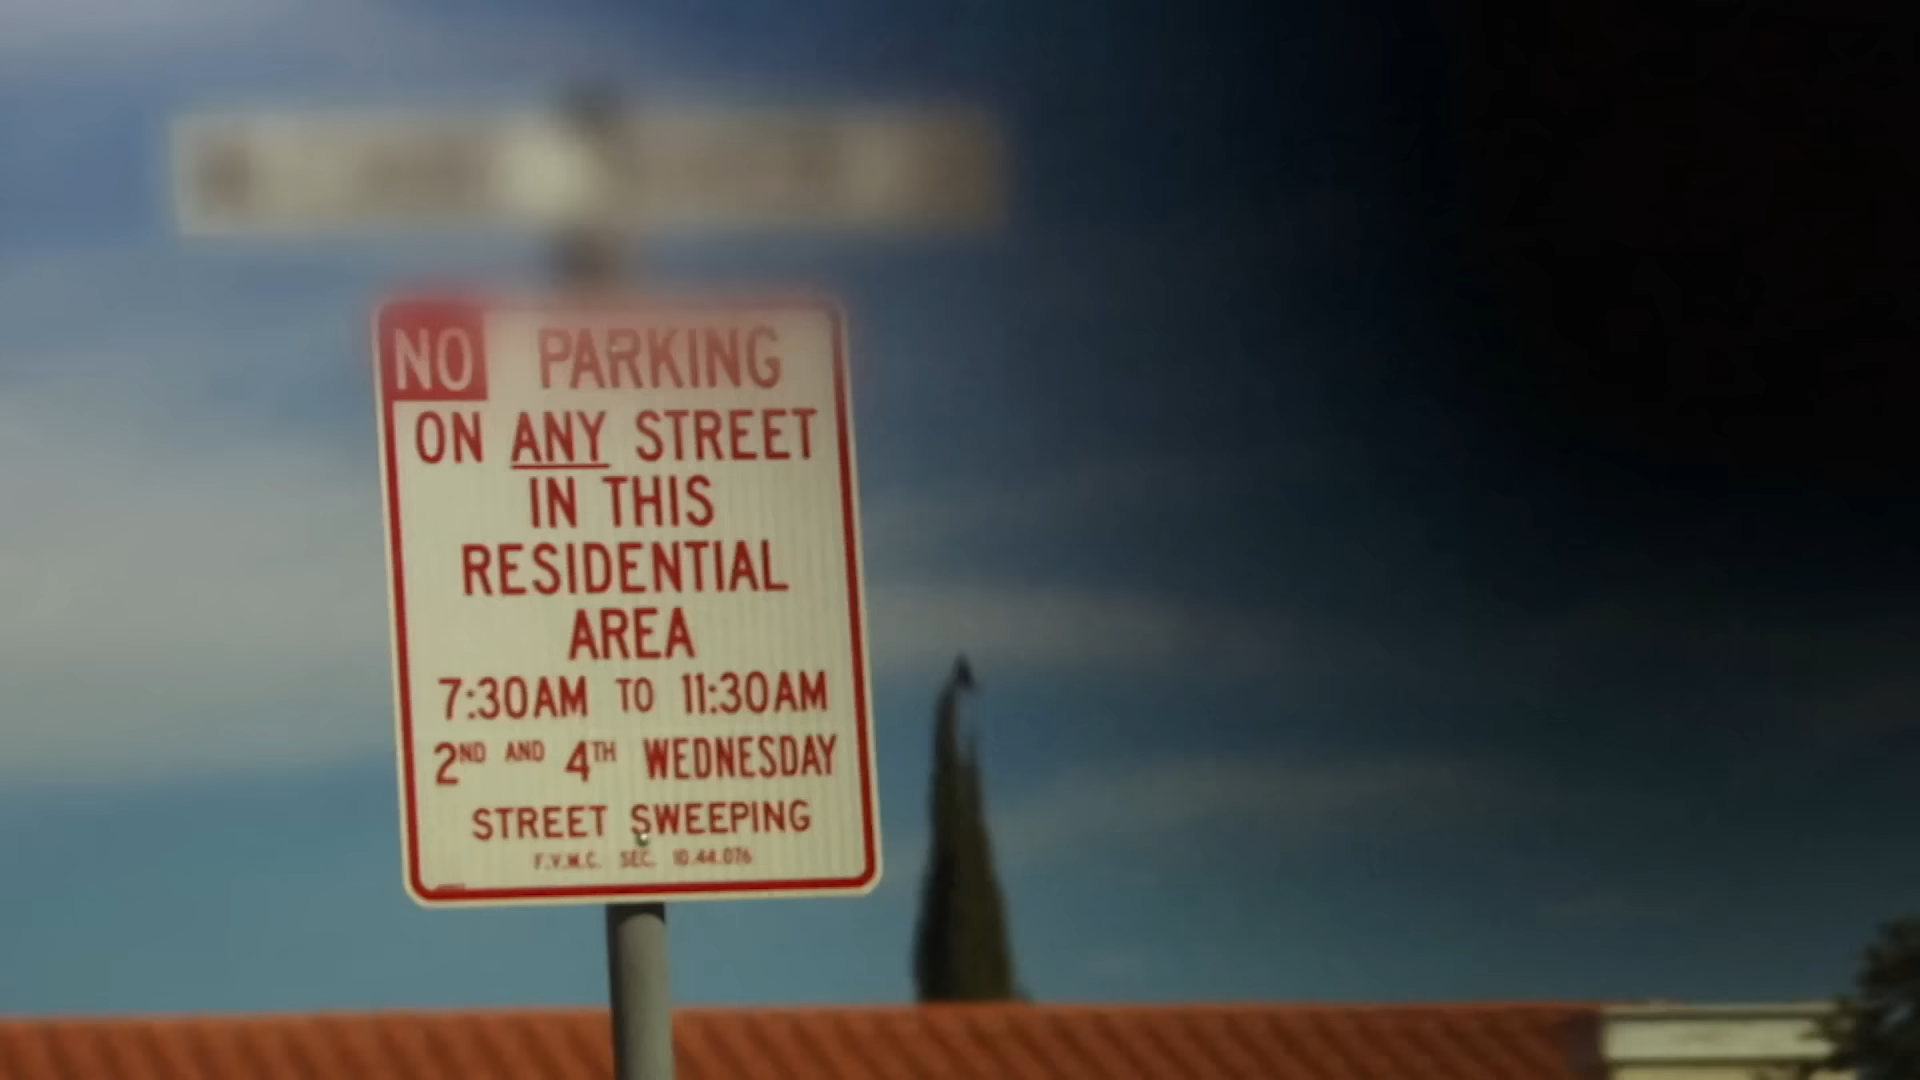 NO PARKING
ON ANY STREET
IN THIS
RESIDENTIAL
AREA
7:30AM TO 11:30AM
2ND AND 4TH WEDNESDAY
STREET SWEEPING
F.V.M.C. SEC. 10.44.076